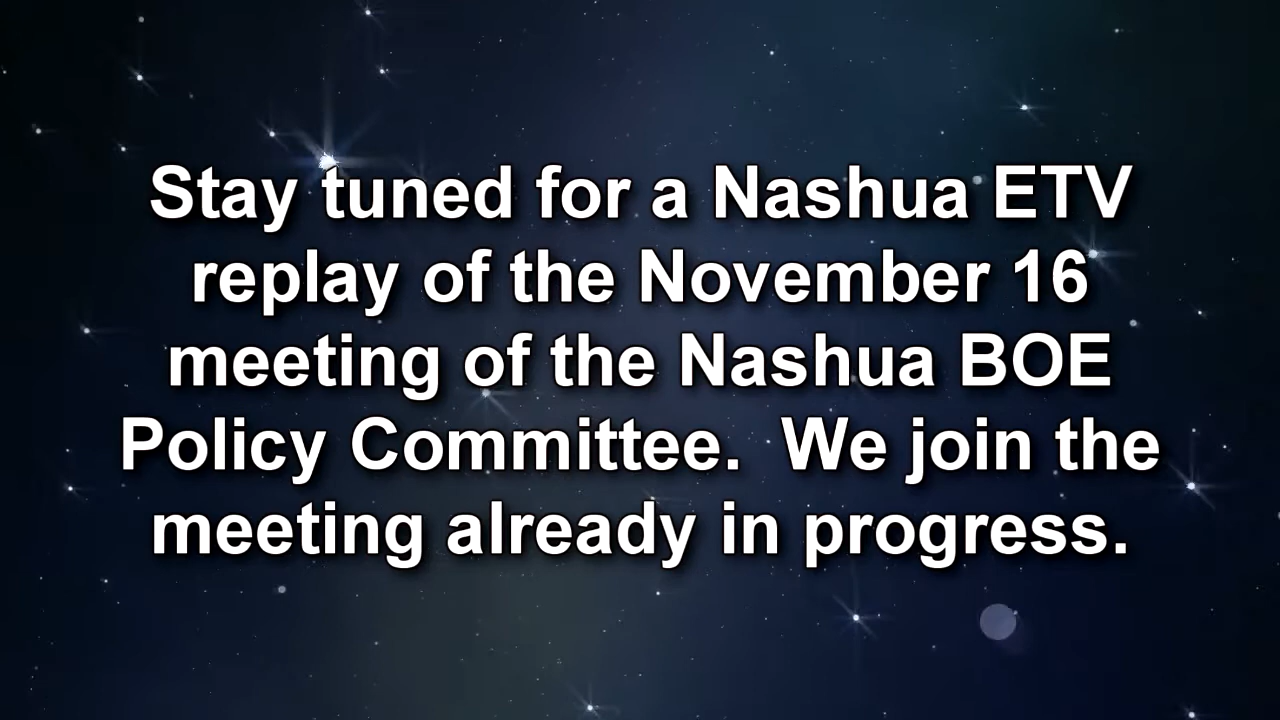 Stay tuned for a Nashua ETV
replay of the November 16
meeting of the Nashua BOE
Policy Committee.  We join the
meeting already in progress.